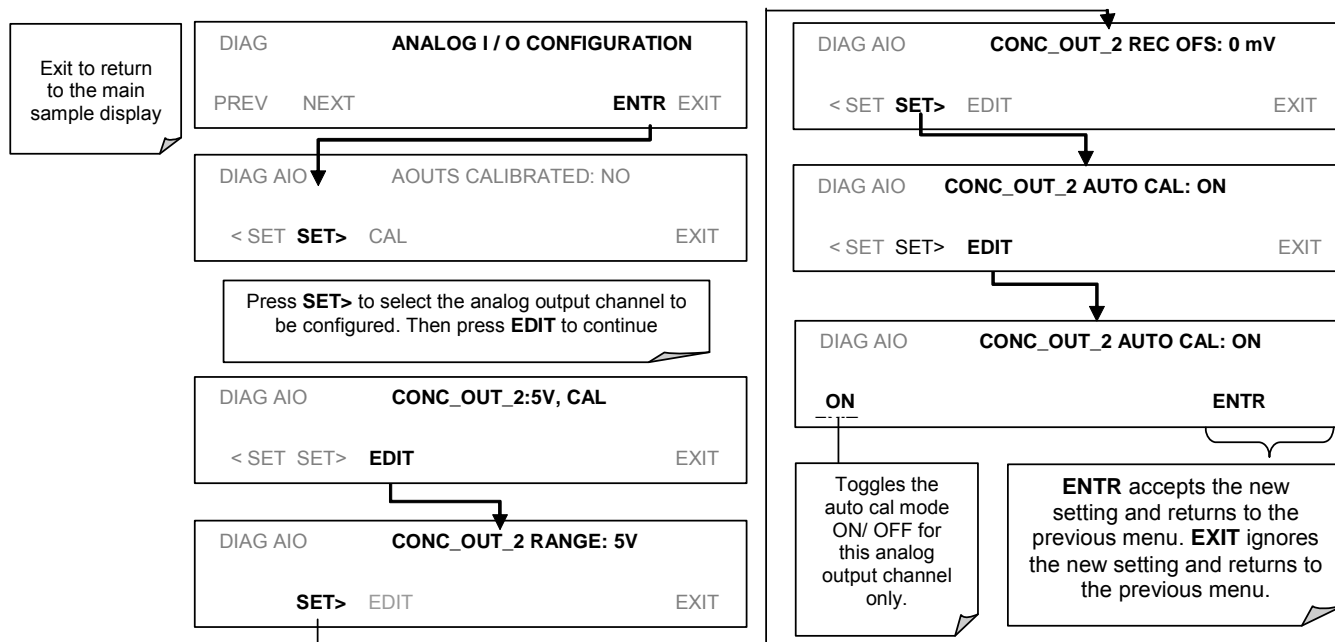 Exit to return
to the main
sample display
DIAG ANALOG I / O CONFIGURATION
PREV NEXT ENTR EXIT
DIAG AIO AOUTS CALIBRATED: NO
< SET SET> CAL EXIT
Press SET> to select the analog output channel to
be configured. Then press EDIT to continue
DIAG AIO CONC_OUT_2:5V, CAL
< SET SET> EDIT EXIT
DIAG AIO CONC_OUT_2 RANGE: 5V
SET> EDIT EXIT
DIAG AIO CONC_OUT_2 REC OFS: 0 mV
< SET SET> EDIT EXIT
DIAG AIO CONC_OUT_2 AUTO CAL: ON
< SET SET> EDIT EXIT
DIAG AIO CONC_OUT_2 AUTO CAL: ON
ON ENTR
Toggles the
auto cal mode
ON/ OFF for
this analog
output channel
only.
ENTR accepts the new
setting and returns to the
previous menu. EXIT ignores
the new setting and returns to
the previous menu.